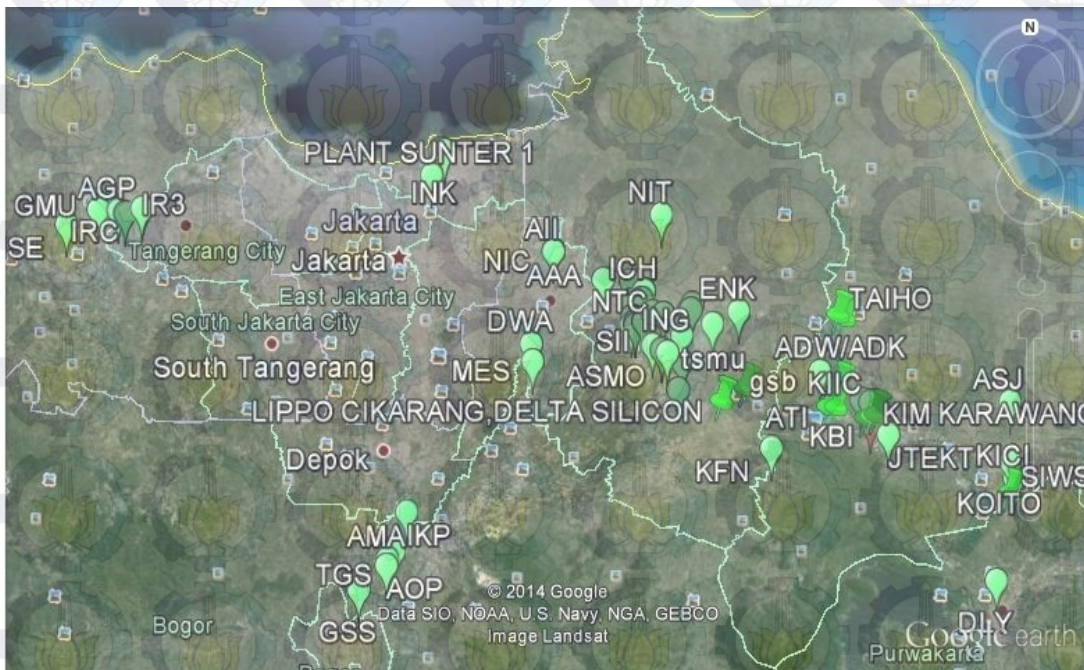 N
PLANT SUNTER 1
INK
AGP
GMU
IR3
IRC
SE
Tangerang City
Jakarta
Jakarta
NIT
AII
NIC
AAA
ICH
NTC
ENK
TAIHO
East Jakarta City
South Jakarta City
DWA
ING
SII
tsmu
ADW/ADK
South Tangerang
MES
ASMO
gsb
KIIC
ASJ
LIPPO CIKARANG,DELTA SILICON
ATI
KIM KARAWANG
KBI
Depok
KFN
JTEKT
KICI
SIWS
KOITO
AMA
IKP
TGS
AOP
GSS
Bogor
© 2014 Google
Data SIO, NOAA, U.S. Navy, NGA, GEBCO
Image Landsat
Google earth
Purwakarta